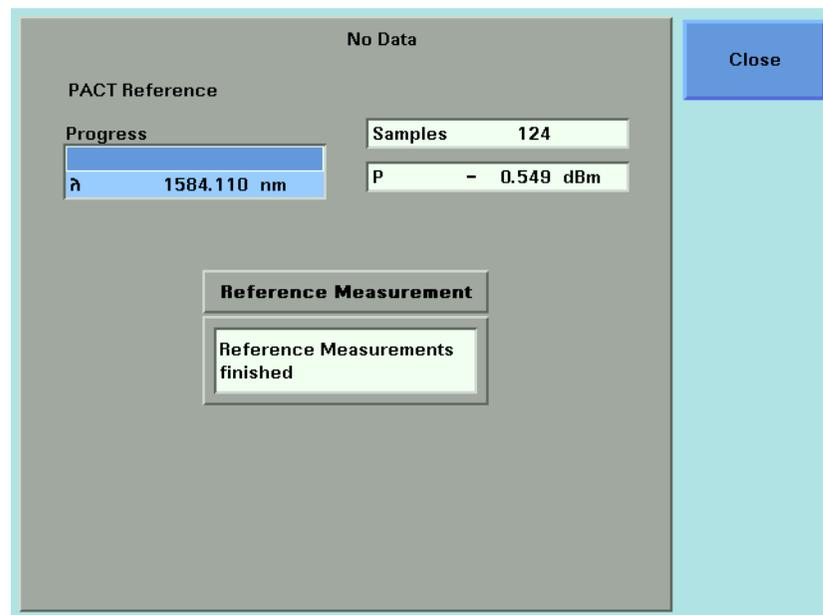 No Data
Close
PACT Reference
Progress
λ 1584.110 nm
Samples 124
P - 0.549 dBm
Reference Measurement
Reference Measurements
finished